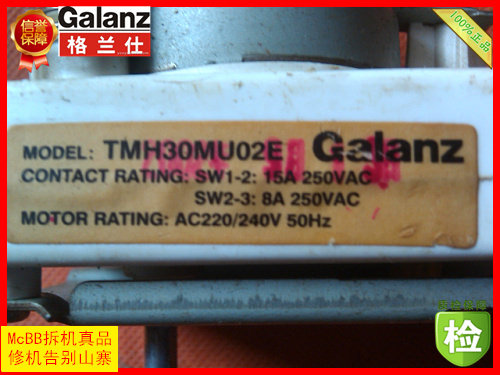 信誉
保障
Galanz
格兰仕
100%正品
MODEL: TMH30MU02E Galanz
CONTACT RATING: SW1-2: 15A 250VAC
SW2-3: 8A 250VAC
MOTOR RATING: AC220/240V 50Hz
McBB拆机真品
修机告别山寨
检